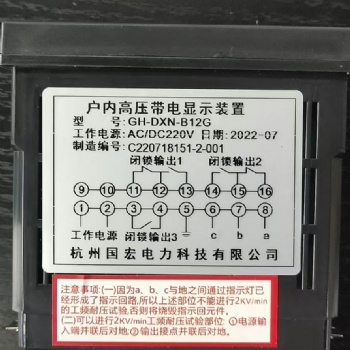 户内高压带电显示装置
型 号: GH-DXN-B12G
工作电源: AC/DC220V 日期: 2022-07
制造编号: C220718151-2-001
闭锁输出1 闭锁输出2
9 10 11 12 13 14 15 16
1 2 3 4 5 6 7 8
工作电源 闭锁输出3 c b a
杭州国宏电力科技有限公司
注意事项:(一)因为a、b、c与地之间通过指示灯已
经形成了指示回路,所以上述部位不能进行2KV/min
的工频耐压试验,否则将烧毁指示元件。
(二)可以进行2KV/min工频耐压试验部位: ①电源输
入端并联后对地;②输出接点并联后对地。